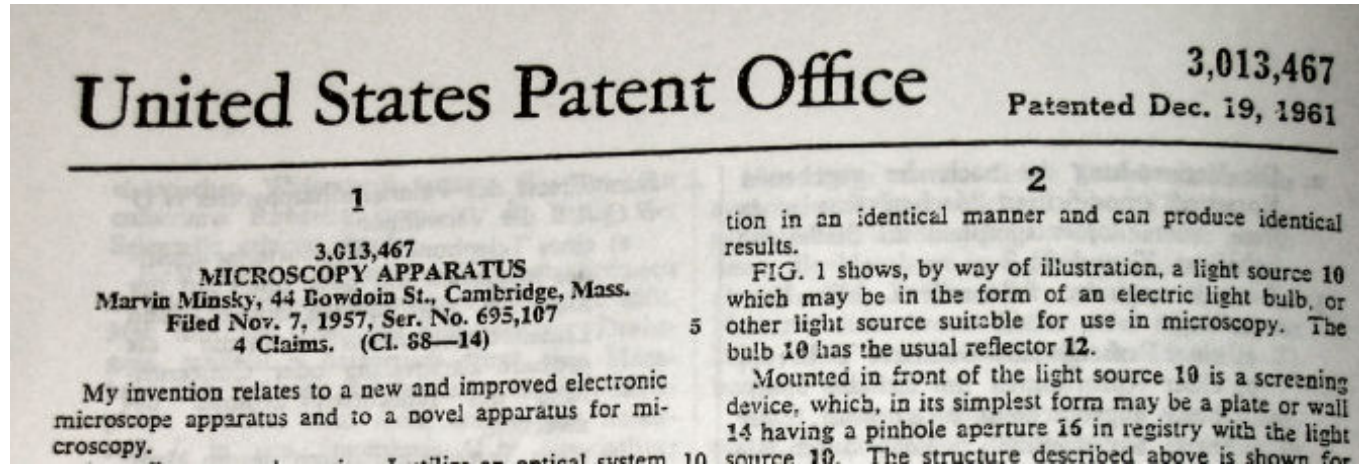 United States Patent Office
3,013,467
Patented Dec. 19, 1961
1
3,013,467
MICROSCOPY APPARATUS
Marvin Minsky, 44 Bowdoin St., Cambridge, Mass.
Filed Nov. 7, 1957, Ser. No. 695,107
4 Claims. (Cl. 88—14)
My invention relates to a new and improved electronic
microscope apparatus and to a novel apparatus for mi-
croscopy.
I utilize an optical system
5
10
2
tion in an identical manner and can produce identical
results.
FIG. 1 shows, by way of illustration, a light source 10
which may be in the form of an electric light bulb, or
other light source suitable for use in microscopy. The
bulb 10 has the usual reflector 12.
Mounted in front of the light source 10 is a screening
device, which, in its simplest form may be a plate or wall
14 having a pinhole aperture 16 in registry with the light
source 10. The structure described above is shown for